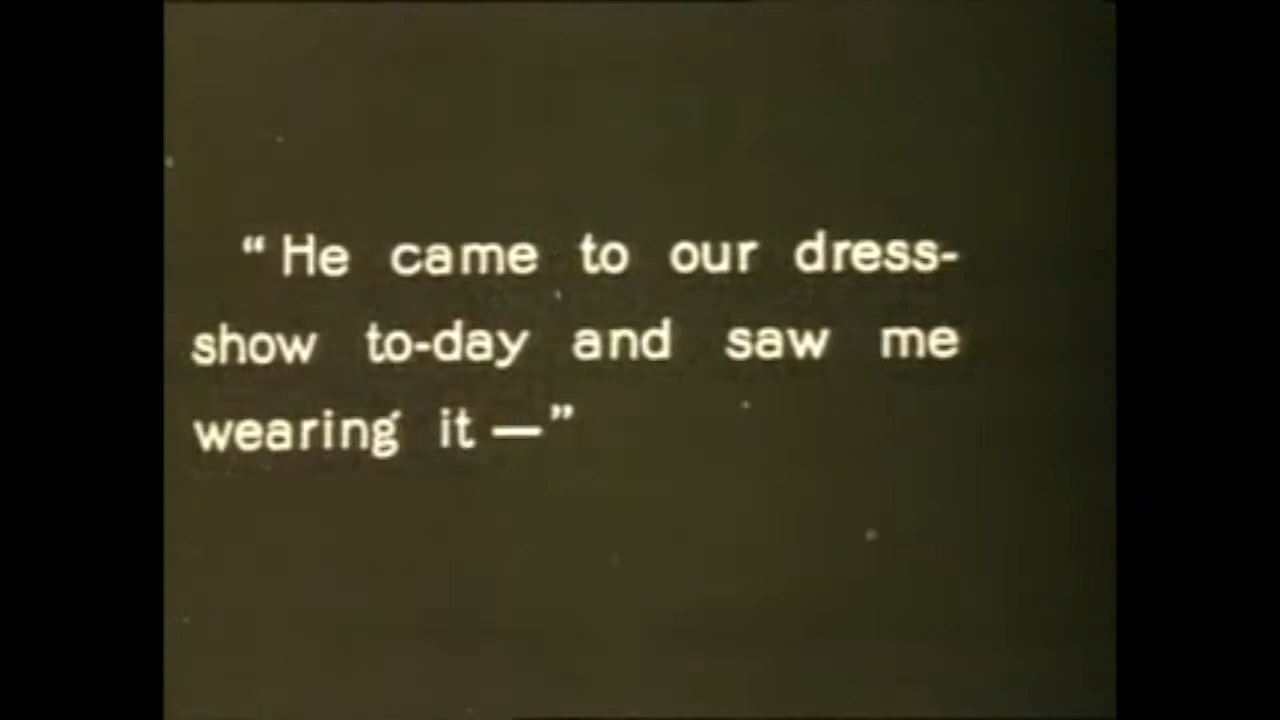 “He came to our dress-
show to-day and saw me
wearing it —”